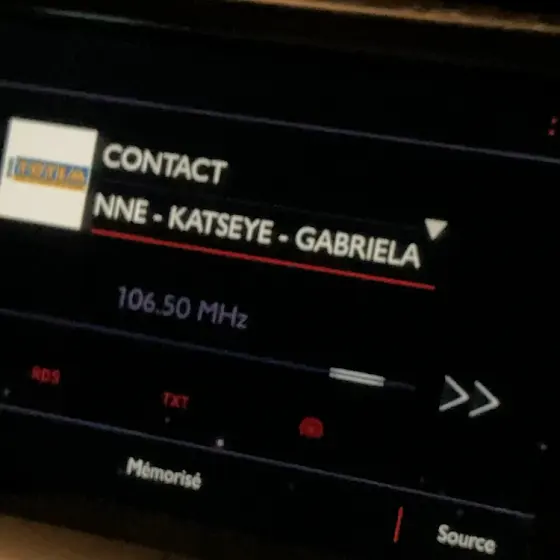 CONTACT
NNE - KATSEYE - GABRIELA
106.50 MHz
RDS
TXT
Mémorisé
Source